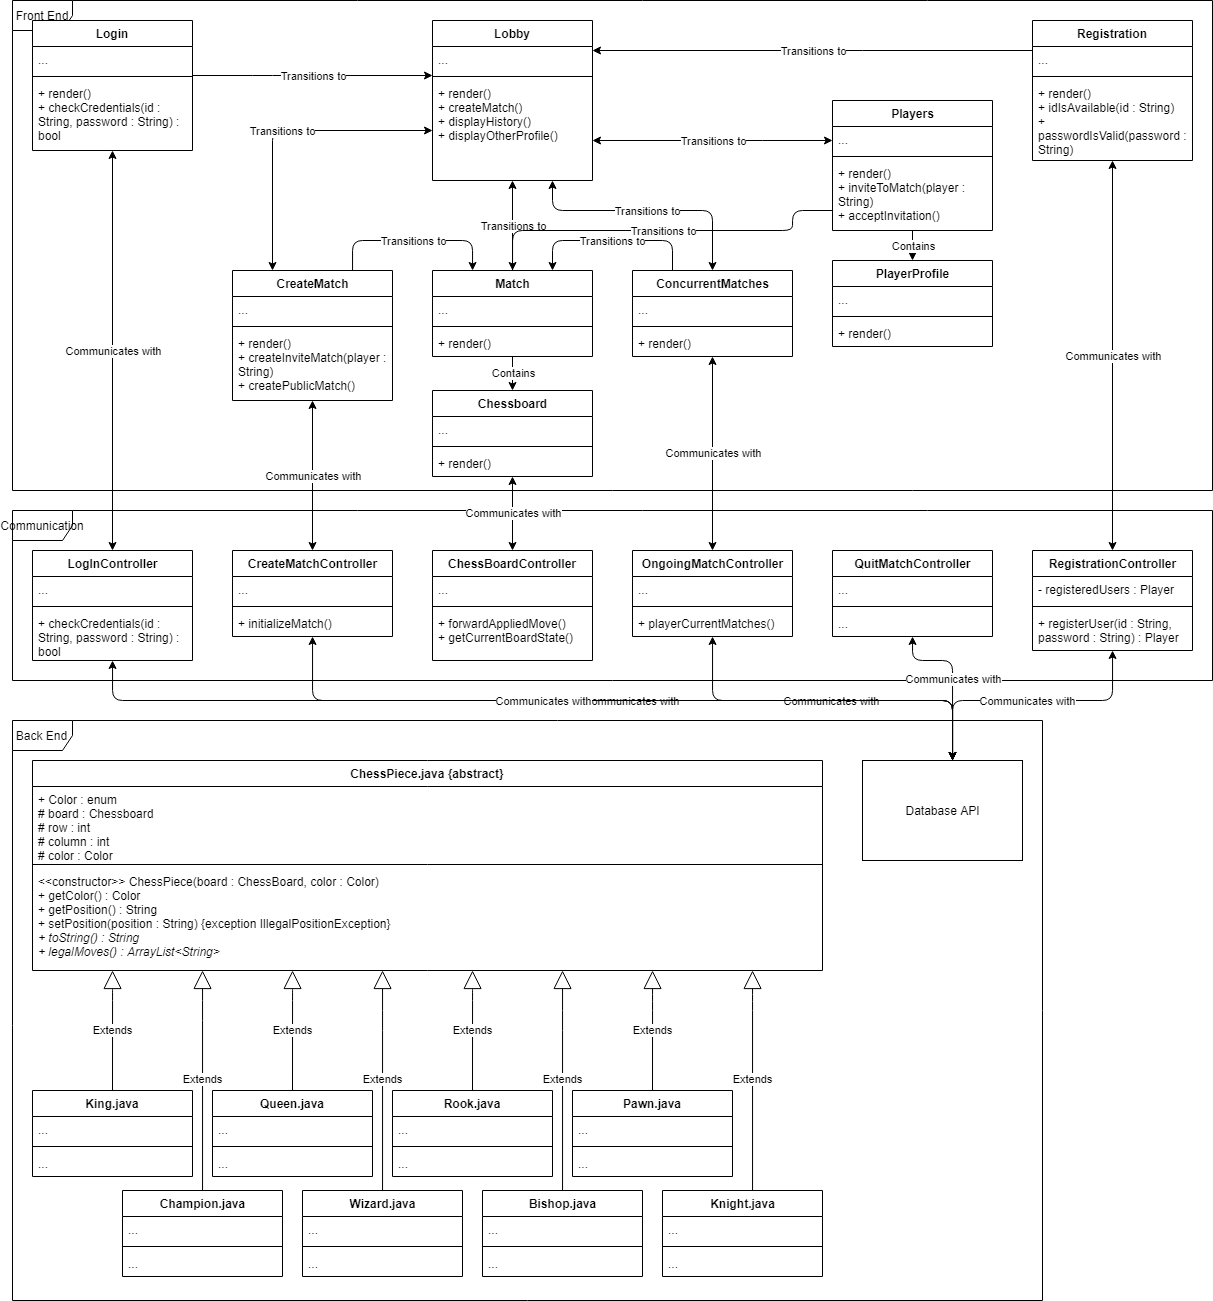 Front End
Login
...
+ render()
+ checkCredentials(id :
String, password : String) :
bool
Lobby
...
+ render()
+ createMatch()
+ displayHistory()
+ displayOtherProfile()
Registration
...
+ render()
+ idIsAvailable(id : String)
+
passwordIsValid(password :
String)
Transitions to
Transitions to
Transitions to
Transitions to
Players
...
+ render()
+ inviteToMatch(player :
String)
+ acceptInvitation()
Transitions to
Transitions to
Transitions to
Transitions to
Transitions to
Contains
CreateMatch
...
+ render()
+ createInviteMatch(player :
String)
+ createPublicMatch()
Match
...
+ render()
ConcurrentMatches
...
+ render()
PlayerProfile
...
+ render()
Contains
Chessboard
...
+ render()
Communicates with
Communicates with
Communicates with
Communicates with
Communicates with
Communication
LogInController
...
+ checkCredentials(id :
String, password : String) :
bool
CreateMatchController
...
+ initializeMatch()
ChessBoardController
...
+ forwardAppliedMove()
+ getCurrentBoardState()
OngoingMatchController
...
+ playerCurrentMatches()
QuitMatchController
...
...
RegistrationController
- registeredUsers : Player
+ registerUser(id : String,
password : String) : Player
Communicates with
Communicates with
Communicates with
Communicates with
Communicates with
Back End
ChessPiece.java {abstract}
+ Color : enum
# board : Chessboard
# row : int
# column : int
# color : Color
<<constructor>> ChessPiece(board : ChessBoard, color : Color)
+ getColor() : Color
+ getPosition() : String
+ setPosition(position : String) {exception IllegalPositionException}
+ toString() : String
+ legalMoves() : ArrayList<String>
Database API
Extends
Extends
Extends
Extends
Extends
Extends
Extends
Extends
King.java
...
...
Queen.java
...
...
Rook.java
...
...
Pawn.java
...
...
Champion.java
...
...
Wizard.java
...
...
Bishop.java
...
...
Knight.java
...
...